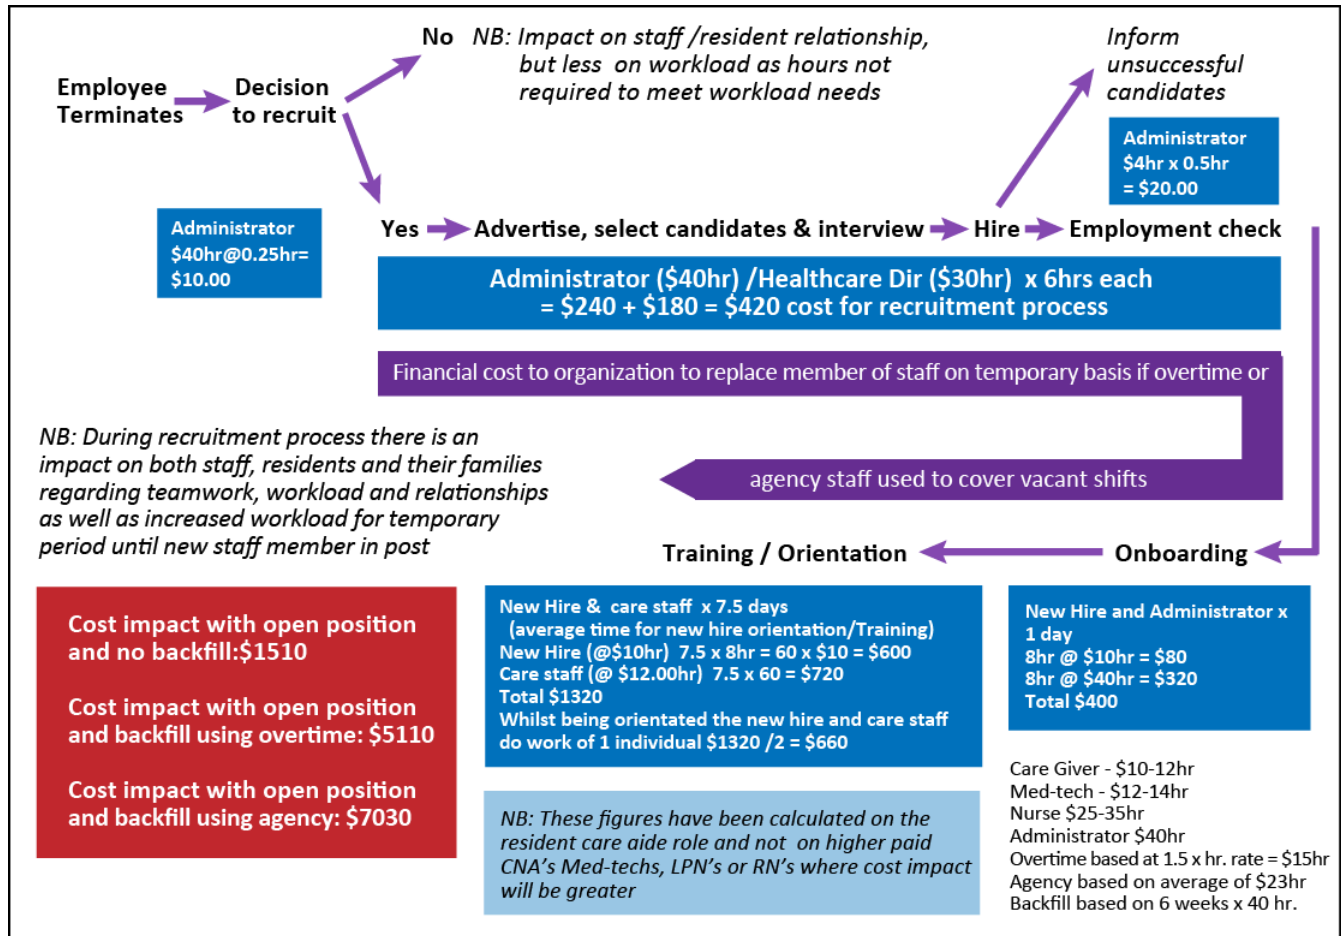 Employee
Terminates
Decision
to recruit
No
NB: Impact on staff /resident relationship,
but less on workload as hours not
required to meet workload needs
Inform
unsuccessful
candidates
Administrator
$4hr x 0.5hr
= $20.00
Administrator
$40hr@0.25hr=
$10.00
Yes
Advertise, select candidates & interview
Hire
Employment check
Administrator ($40hr) /Healthcare Dir ($30hr) x 6hrs each
= $240 + $180 = $420 cost for recruitment process
Financial cost to organization to replace member of staff on temporary basis if overtime or
agency staff used to cover vacant shifts
NB: During recruitment process there is an
impact on both staff, residents and their families
regarding teamwork, workload and relationships
as well as increased workload for temporary
period until new staff member in post
Training / Orientation
Onboarding
Cost impact with open position
and no backfill:$1510
Cost impact with open position
and backfill using overtime: $5110
Cost impact with open position
and backfill using agency: $7030
New Hire & care staff x 7.5 days
(average time for new hire orientation/Training)
New Hire (@$10hr) 7.5 x 8hr = 60 x $10 = $600
Care staff (@ $12.00hr) 7.5 x 60 = $720
Total $1320
Whilst being orientated the new hire and care staff
do work of 1 individual $1320 /2 = $660
New Hire and Administrator x
1 day
8hr @ $10hr = $80
8hr @ $40hr = $320
Total $400
NB: These figures have been calculated on the
resident care aide role and not on higher paid
CNA's Med-techs, LPN's or RN's where cost impact
will be greater
Care Giver - $10-12hr
Med-tech - $12-14hr
Nurse $25-35hr
Administrator $40hr
Overtime based at 1.5 x hr. rate = $15hr
Agency based on average of $23hr
Backfill based on 6 weeks x 40 hr.